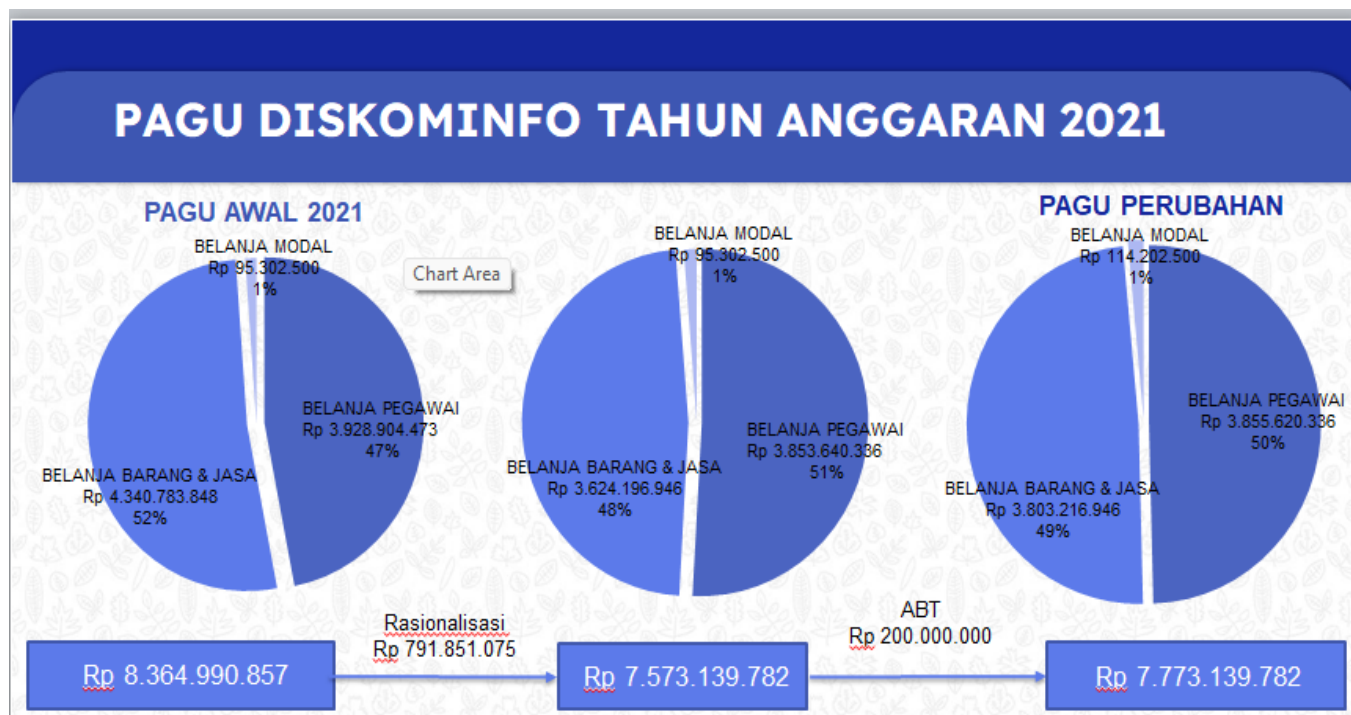 PAGU DISKOMINFO TAHUN ANGGARAN 2021
PAGU AWAL 2021
BELANJA MODAL
Rp 95.302.500
1%
BELANJA PEGAWAI
Rp 3.928.904.473
47%
BELANJA BARANG & JASA
Rp 4.340.783.848
52%
Chart Area
BELANJA MODAL
Rp 95.302.500
1%
BELANJA PEGAWAI
Rp 3.853.640.336
51%
BELANJA BARANG & JASA
Rp 3.624.196.946
48%
PAGU PERUBAHAN
BELANJA MODAL
Rp 114.202.500
1%
BELANJA PEGAWAI
Rp 3.855.620.336
50%
BELANJA BARANG & JASA
Rp 3.803.216.946
49%
Rp 8.364.990.857
Rasionalisasi
Rp 791.851.075
Rp 7.573.139.782
ABT
Rp 200.000.000
Rp 7.773.139.782